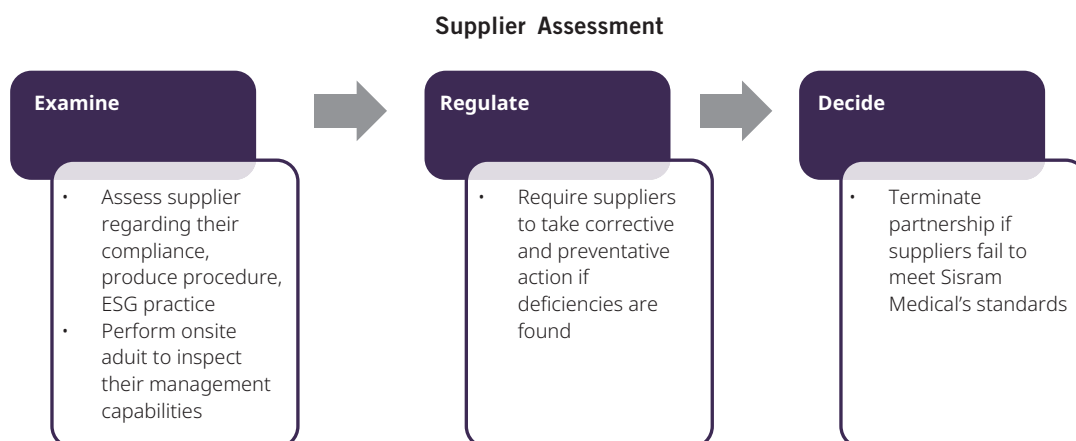 Supplier Assessment
Examine
• Assess supplier
regarding their
compliance,
produce procedure,
ESG practice
• Perform onsite
aduit to inspect
their management
capabilities
Regulate
• Require suppliers
to take corrective
and preventative
action if
deficiencies are
found
Decide
• Terminate
partnership if
suppliers fail to
meet Sisram
Medical’s standards